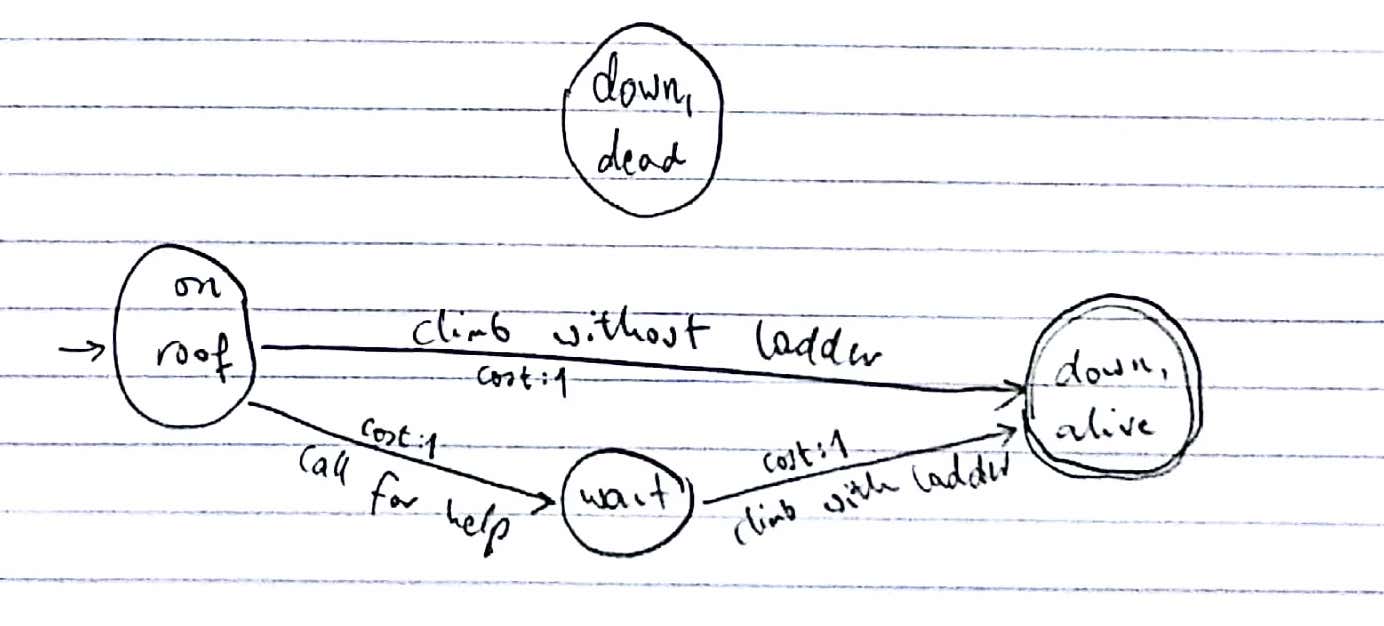 down,
dead
on
roof
climb without ladder
cost:1
cost:1
call for help
wait
cost:1
climb with ladder
down,
alive